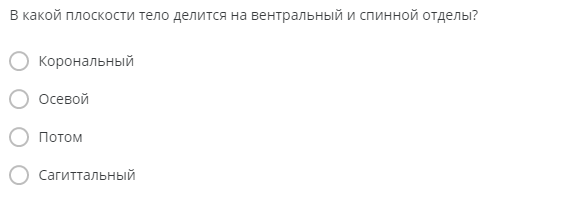 В какой плоскости тело делится на вентральный и спинной отделы?
Корональный
Осевой
Потом
Сагиттальный